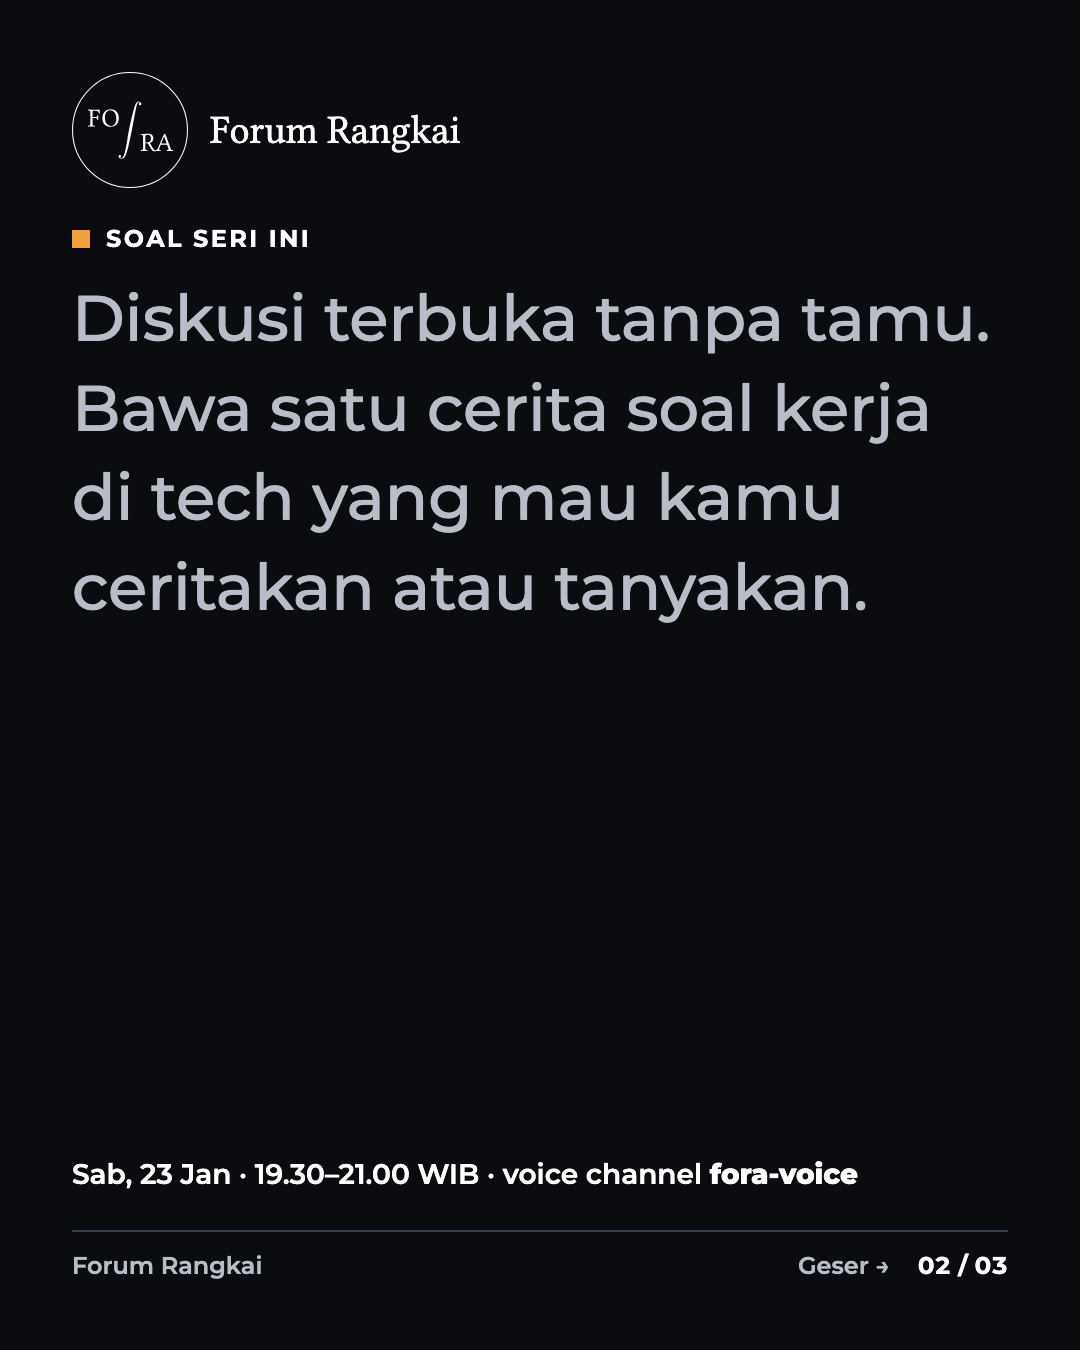 FO
RA
Forum Rangkai
SOAL SERI INI
Diskusi terbuka tanpa tamu.
Bawa satu cerita soal kerja
di tech yang mau kamu
ceritakan atau tanyakan.
Sab, 23 Jan · 19.30–21.00 WIB · voice channel fora-voice
Forum Rangkai
Geser → 02 / 03